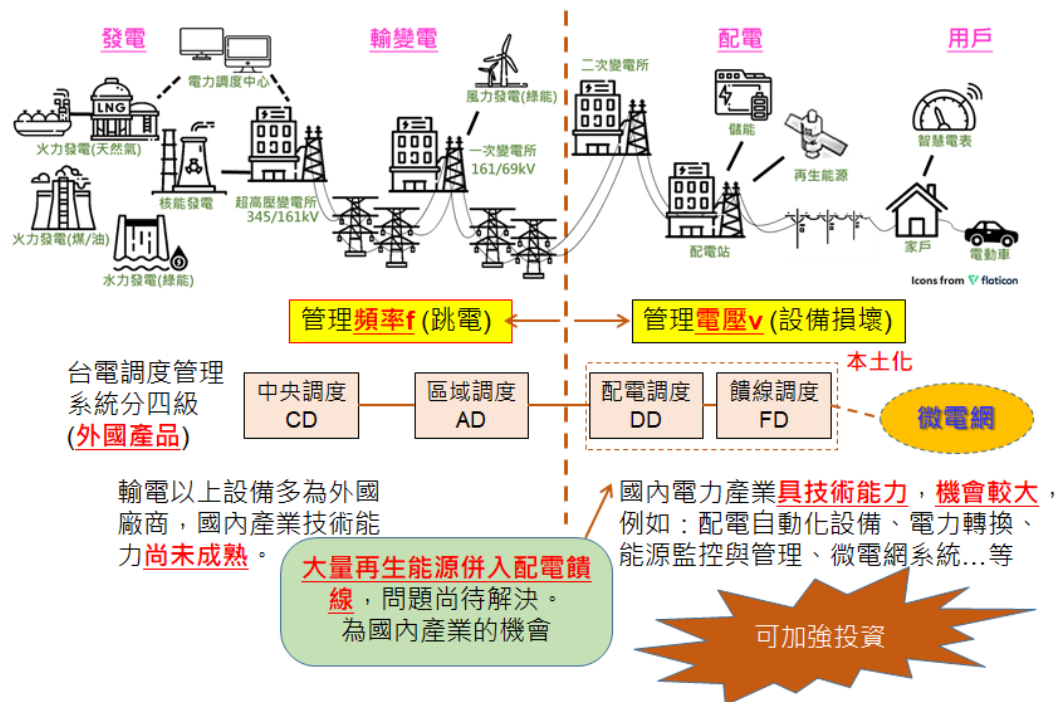 發電
輸變電
配電
用戶
電力調度中心
LNG
火力發電(天然氣)
核能發電
火力發電(煤/油)
水力發電(綠能)
超高壓變電所
345/161kV
風力發電(綠能)
一次變電所
161/69kV
二次變電所
儲能
再生能源
配電站
智慧電表
家戶
電動車
Icons from flaticon
管理頻率f (跳電)
管理電壓v (設備損壞)
台電調度管理
系統分四級
(外國產品)
中央調度
CD
區域調度
AD
配電調度
DD
饋線調度
FD
本土化
微電網
輸電以上設備多為外國
廠商，國內產業技術能
力尚未成熟。
大量再生能源併入配電饋
線，問題尚待解決。
為國內產業的機會
國內電力產業具技術能力，機會較大，
例如：配電自動化設備、電力轉換、
能源監控與管理、微電網系統...等
可加強投資